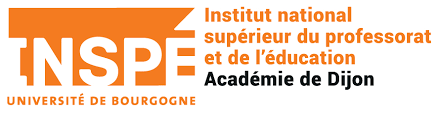 INSPÉ
UNIVERSITÉ DE BOURGOGNE
Institut national
supérieur du professorat
et de l'éducation
Académie de Dijon